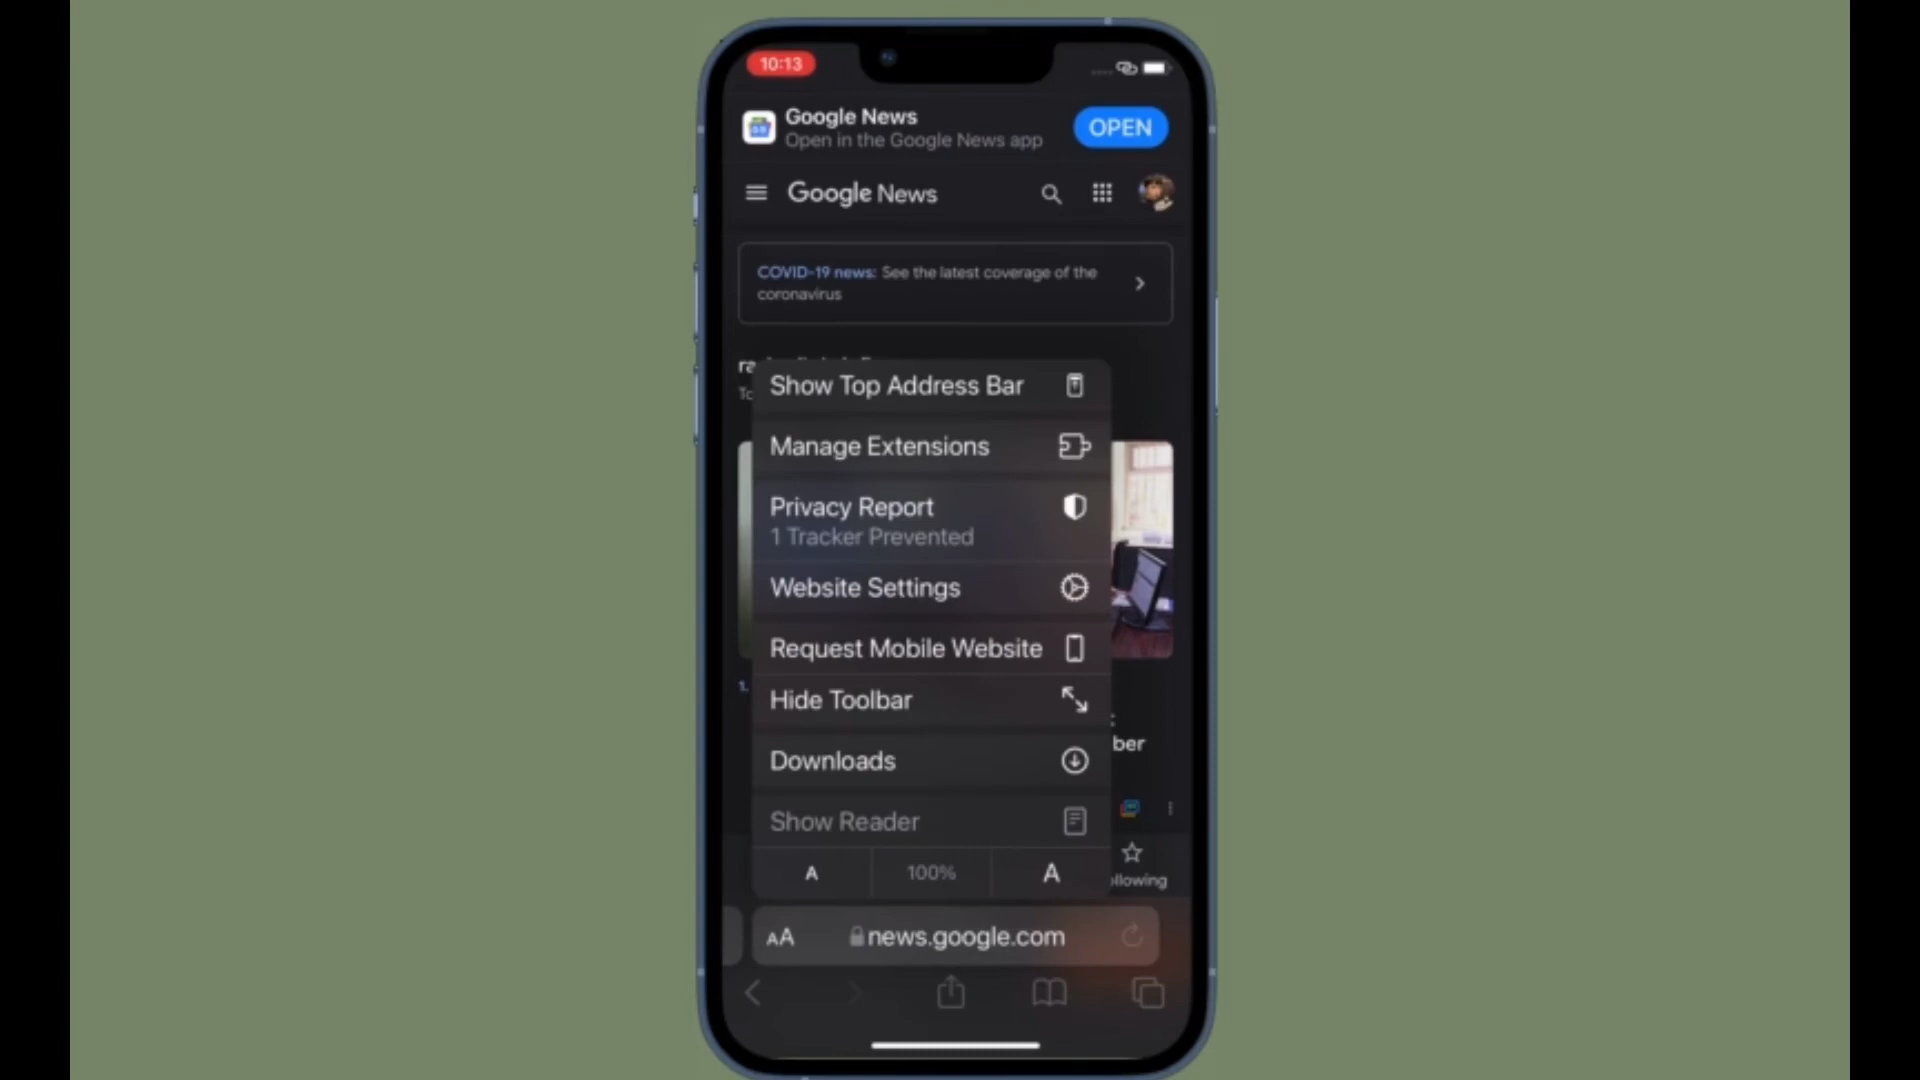 10:13
Google News
Open in the Google News app
OPEN
Google News
COVID-19 news: See the latest coverage of the
coronavirus
Show Top Address Bar
Manage Extensions
Privacy Report
1 Tracker Prevented
Website Settings
Request Mobile Website
1.
Hide Toolbar
ber
Downloads
Show Reader
A 100% A
llowing
AA news.google.com